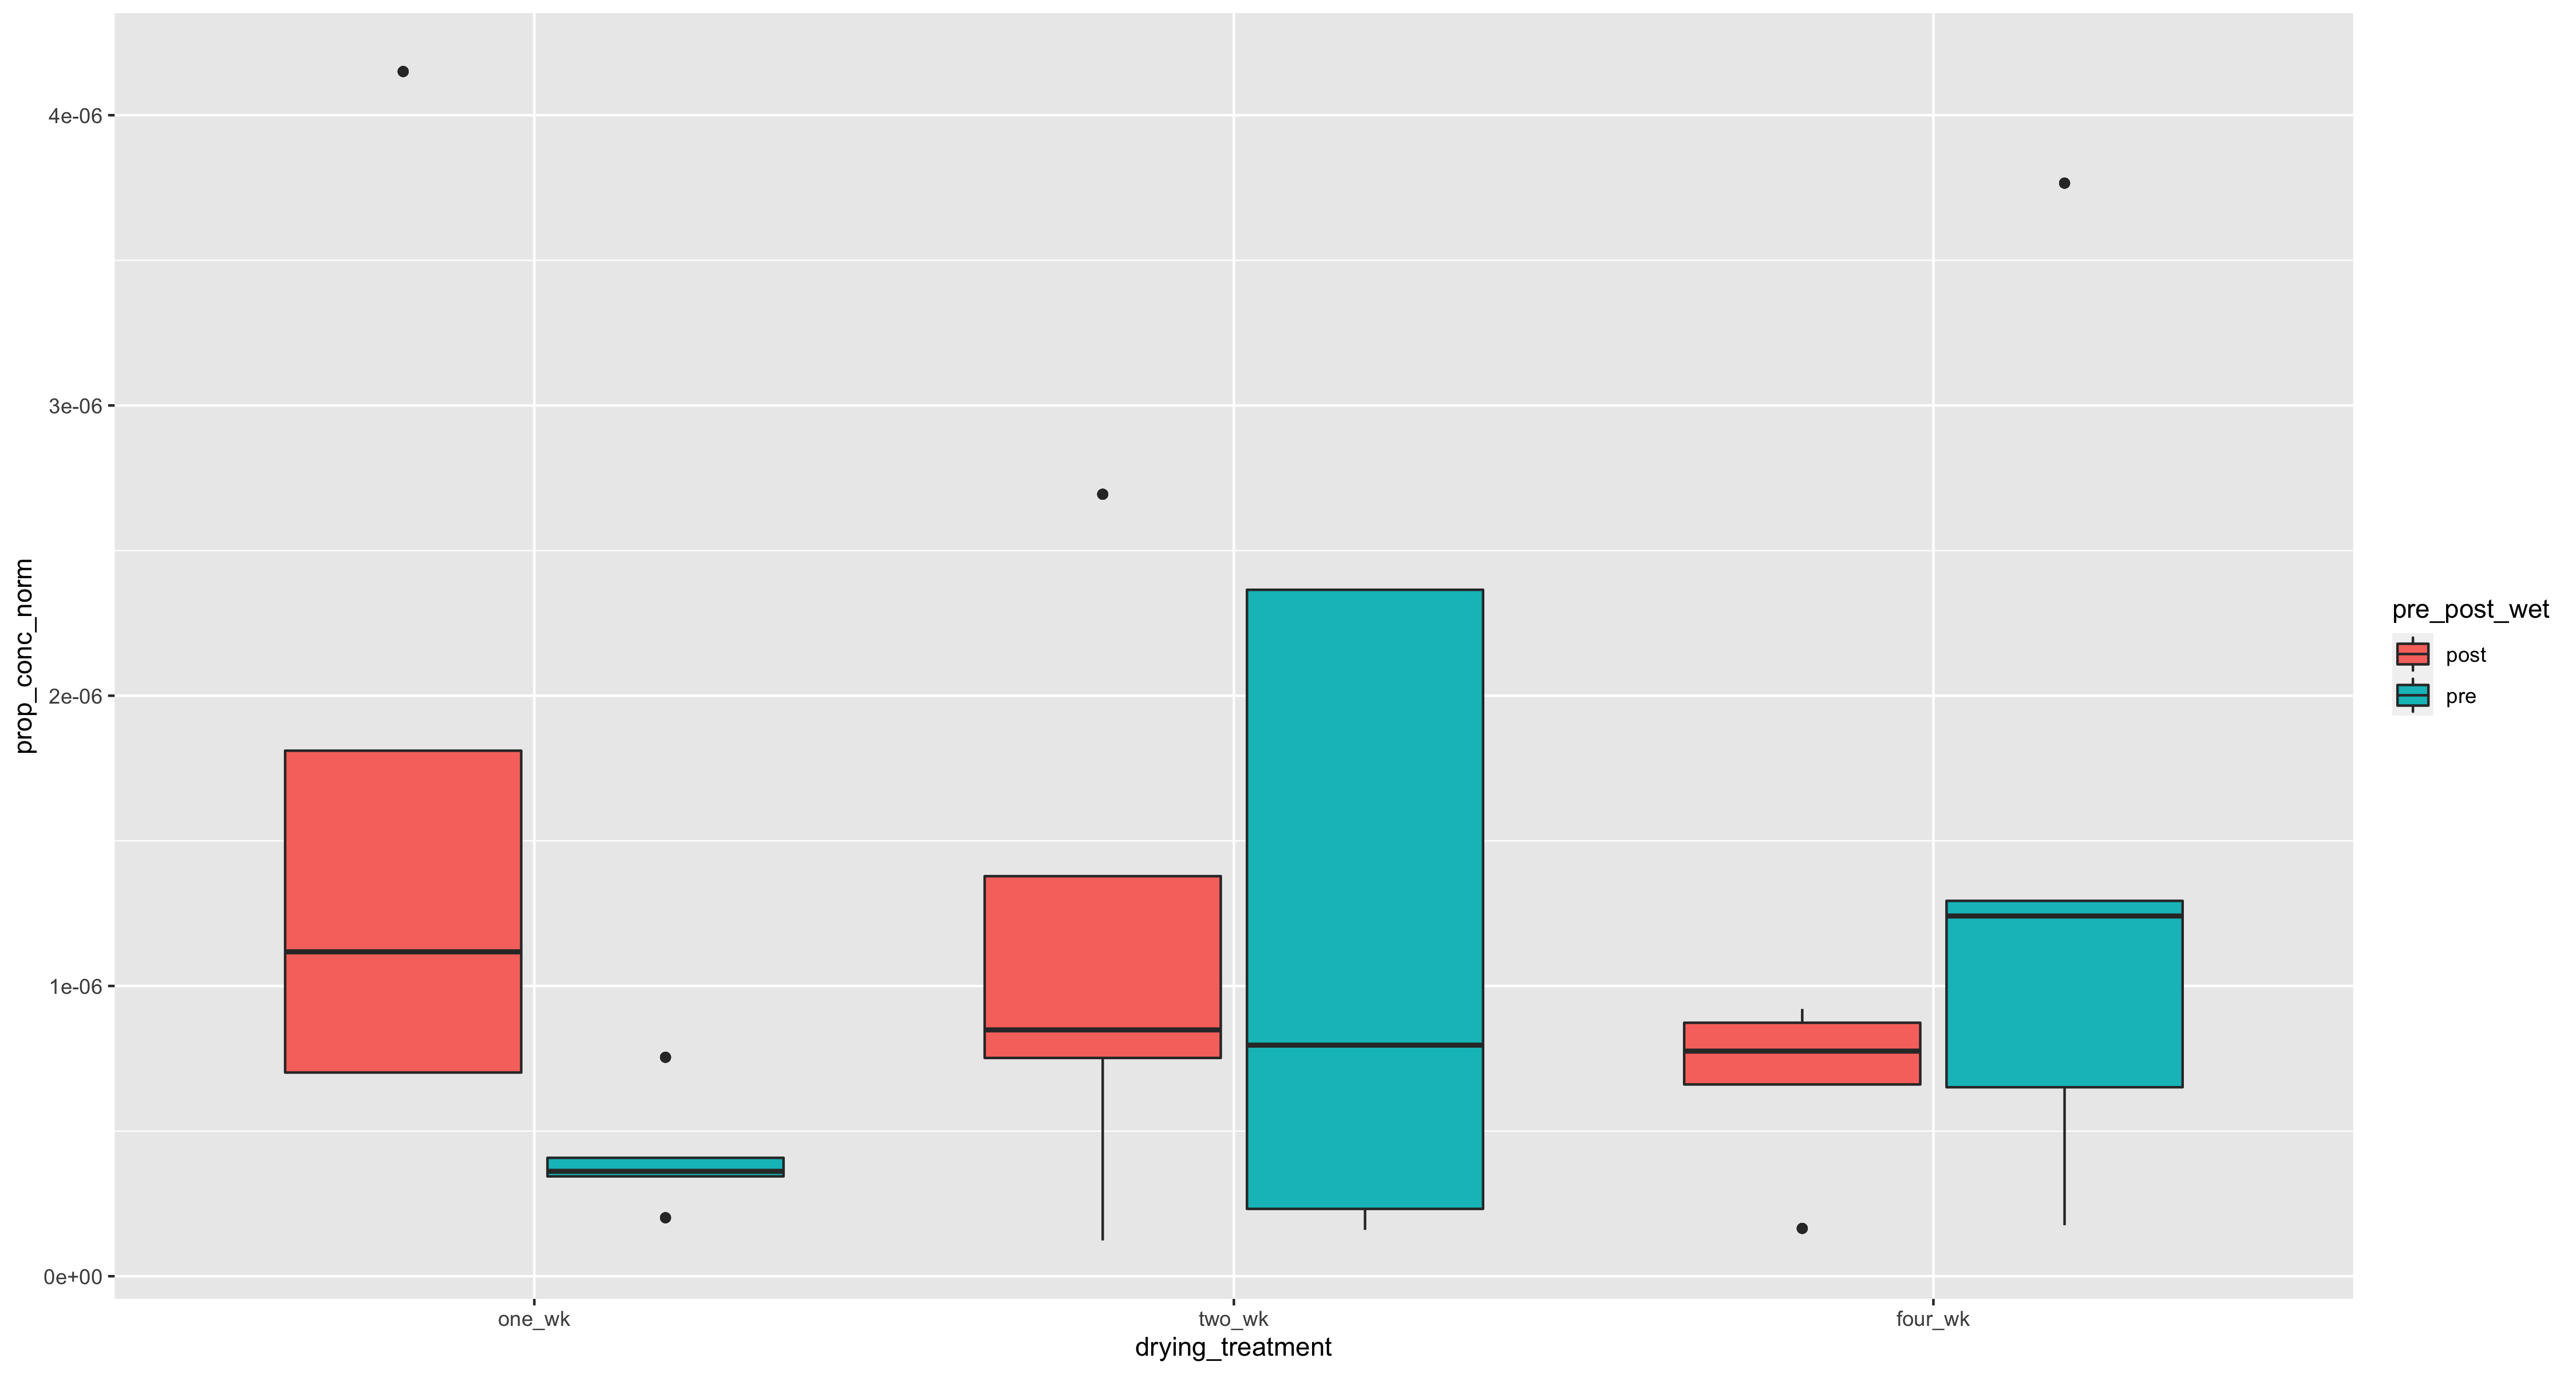 prop_conc_norm
4e-06
3e-06
2e-06
1e-06
0e+00
one_wk
two_wk
four_wk
drying_treatment
pre_post_wet
post
pre